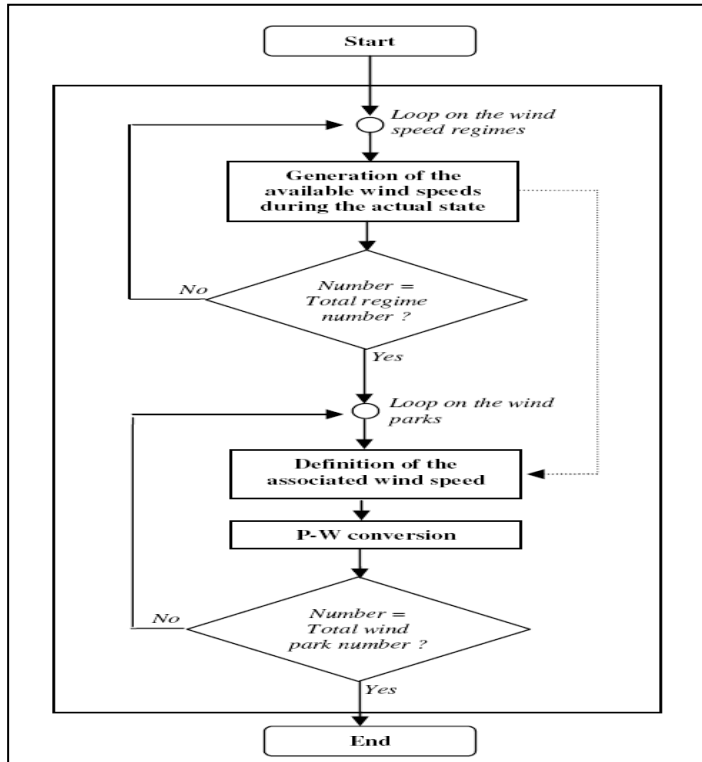 Start
Loop on the wind
speed regimes
Generation of the
available wind speeds
during the actual state
Number =
Total regime
number ?
No
Yes
Loop on the wind
parks
Definition of the
associated wind speed
P-W conversion
Number =
Total wind
park number ?
No
Yes
End